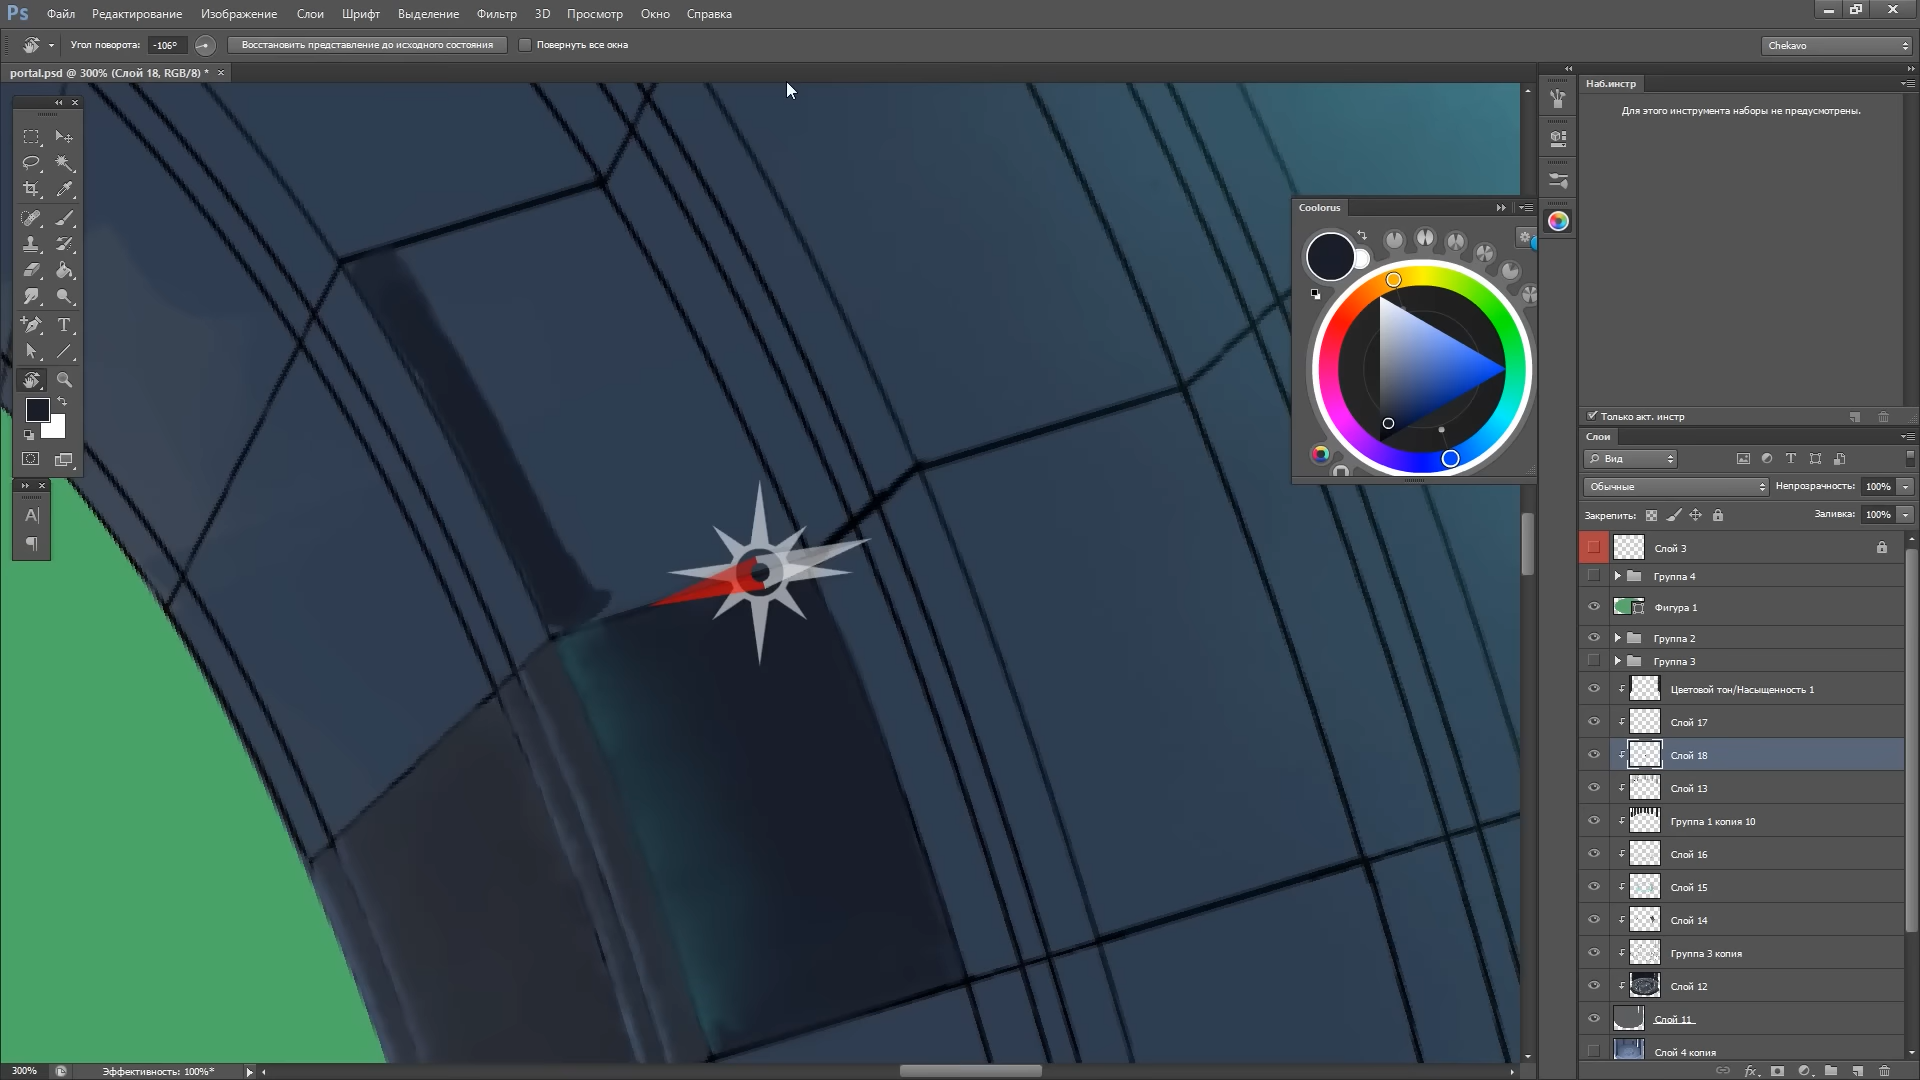 Ps Файл Редактирование Изображение Слои Шрифт Выделение Фильтр 3D Просмотр Окно Справка
Угол поворота: -106° Восстановить представление до исходного состояния Повернуть все окна Chekavo
portal.psd @ 300% (Слой 18, RGB/8) * ×
Наб.инстр
Для этого инструмента наборы не предусмотрены.
Coolorus
Только акт. инстр
Слои
Вид
Обычные Непрозрачность: 100%
Закрепить: Заливка: 100%
Слой 3
Группа 4
Фигура 1
Группа 2
Группа 3
Цветовой тон/Насыщенность 1
Слой 17
Слой 18
Слой 13
Группа 1 копия 10
Слой 16
Слой 15
Слой 14
Группа 3 копия
Слой 12
Слой 11
Слой 4 копия
300% Эффективность: 100%*